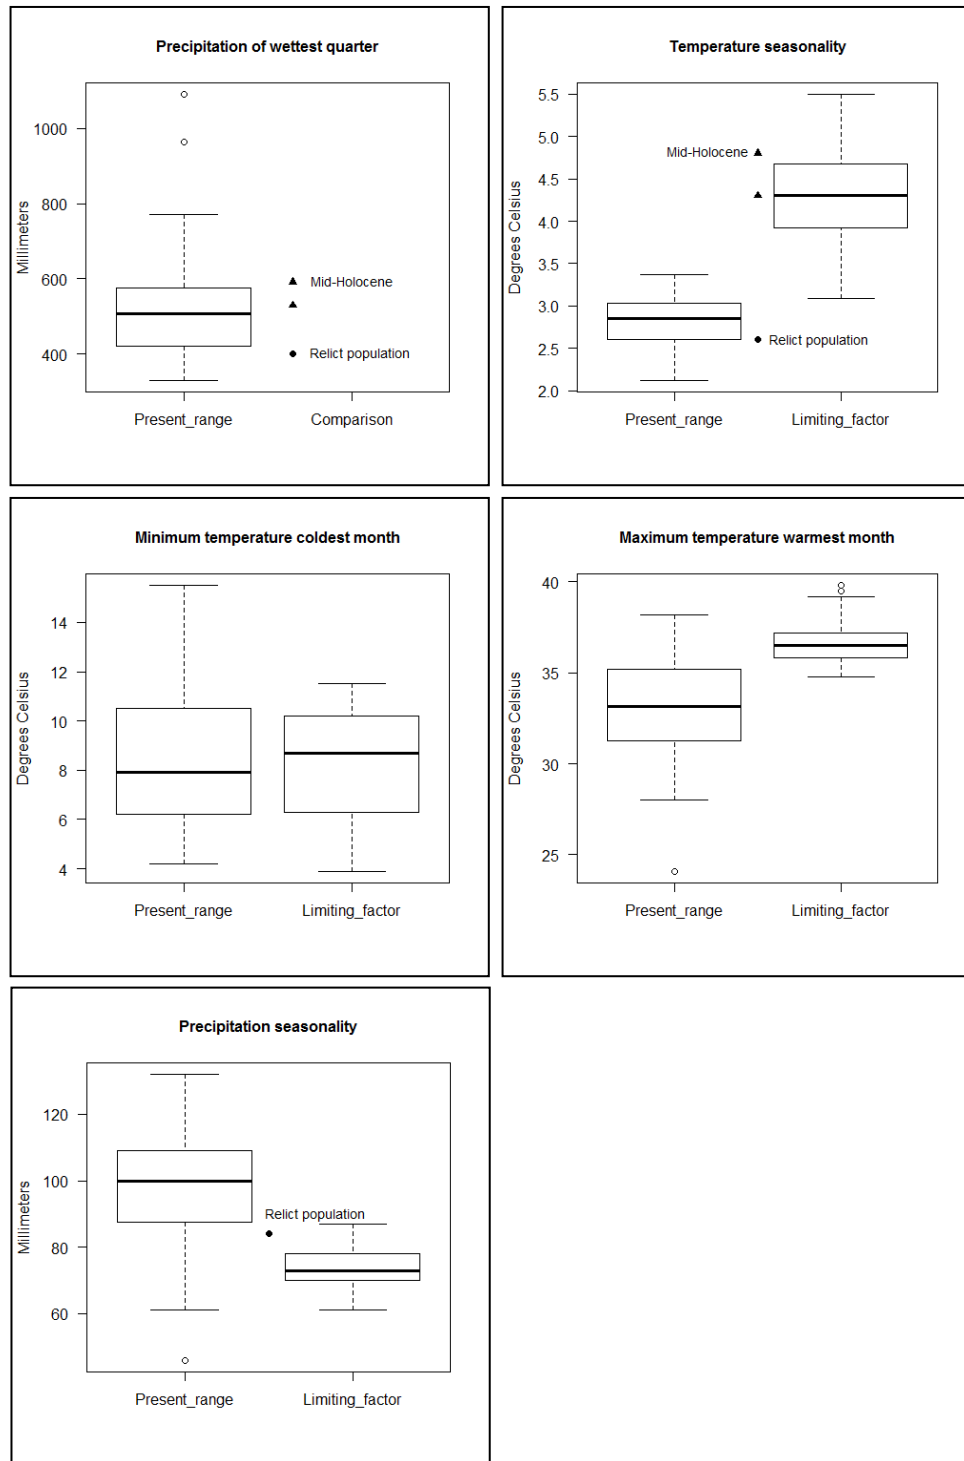 Precipitation of wettest quarter
Millimeters
1000
800
600
400
Mid-Holocene
Relict population
Present_range Comparison
Temperature seasonality
Degrees Celsius
5.5
5.0
4.5
4.0
3.5
3.0
2.5
2.0
Mid-Holocene
Relict population
Present_range Limiting_factor
Minimum temperature coldest month
Degrees Celsius
14
12
10
8
6
4
Present_range Limiting_factor
Maximum temperature warmest month
Degrees Celsius
40
35
30
25
Present_range Limiting_factor
Precipitation seasonality
Millimeters
120
100
80
60
Relict population
Present_range Limiting_factor